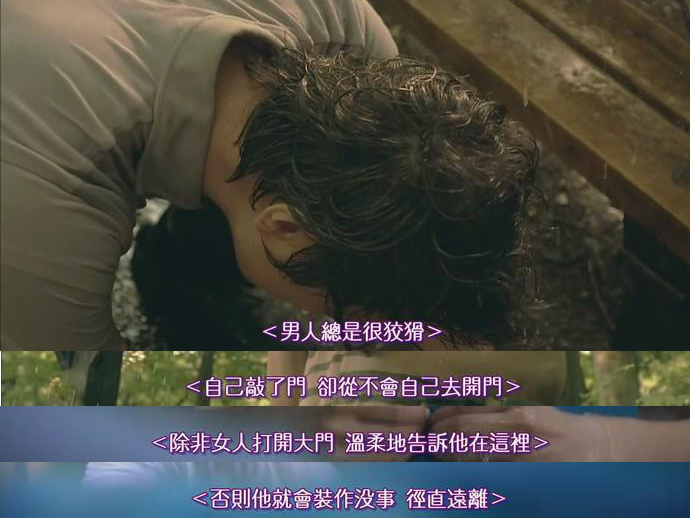 <男人總是很狡猾>
<自己敲了門 卻從不會自己去開門>
<除非女人打開大門 溫柔地告訴他在這裡>
<否則他就會裝作没事 徑直遠離>